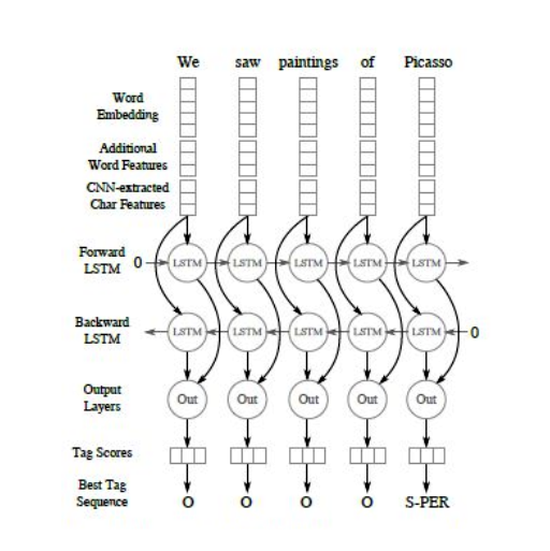 We saw paintings of Picasso
Word
Embedding
Additional
Word Features
CNN-extracted
Char Features
Forward
LSTM
0 LSTM LSTM LSTM LSTM LSTM
Backward
LSTM
LSTM LSTM LSTM LSTM LSTM 0
Output
Layers
Out Out Out Out Out
Tag Scores
Best Tag
Sequence
O O O O S-PER